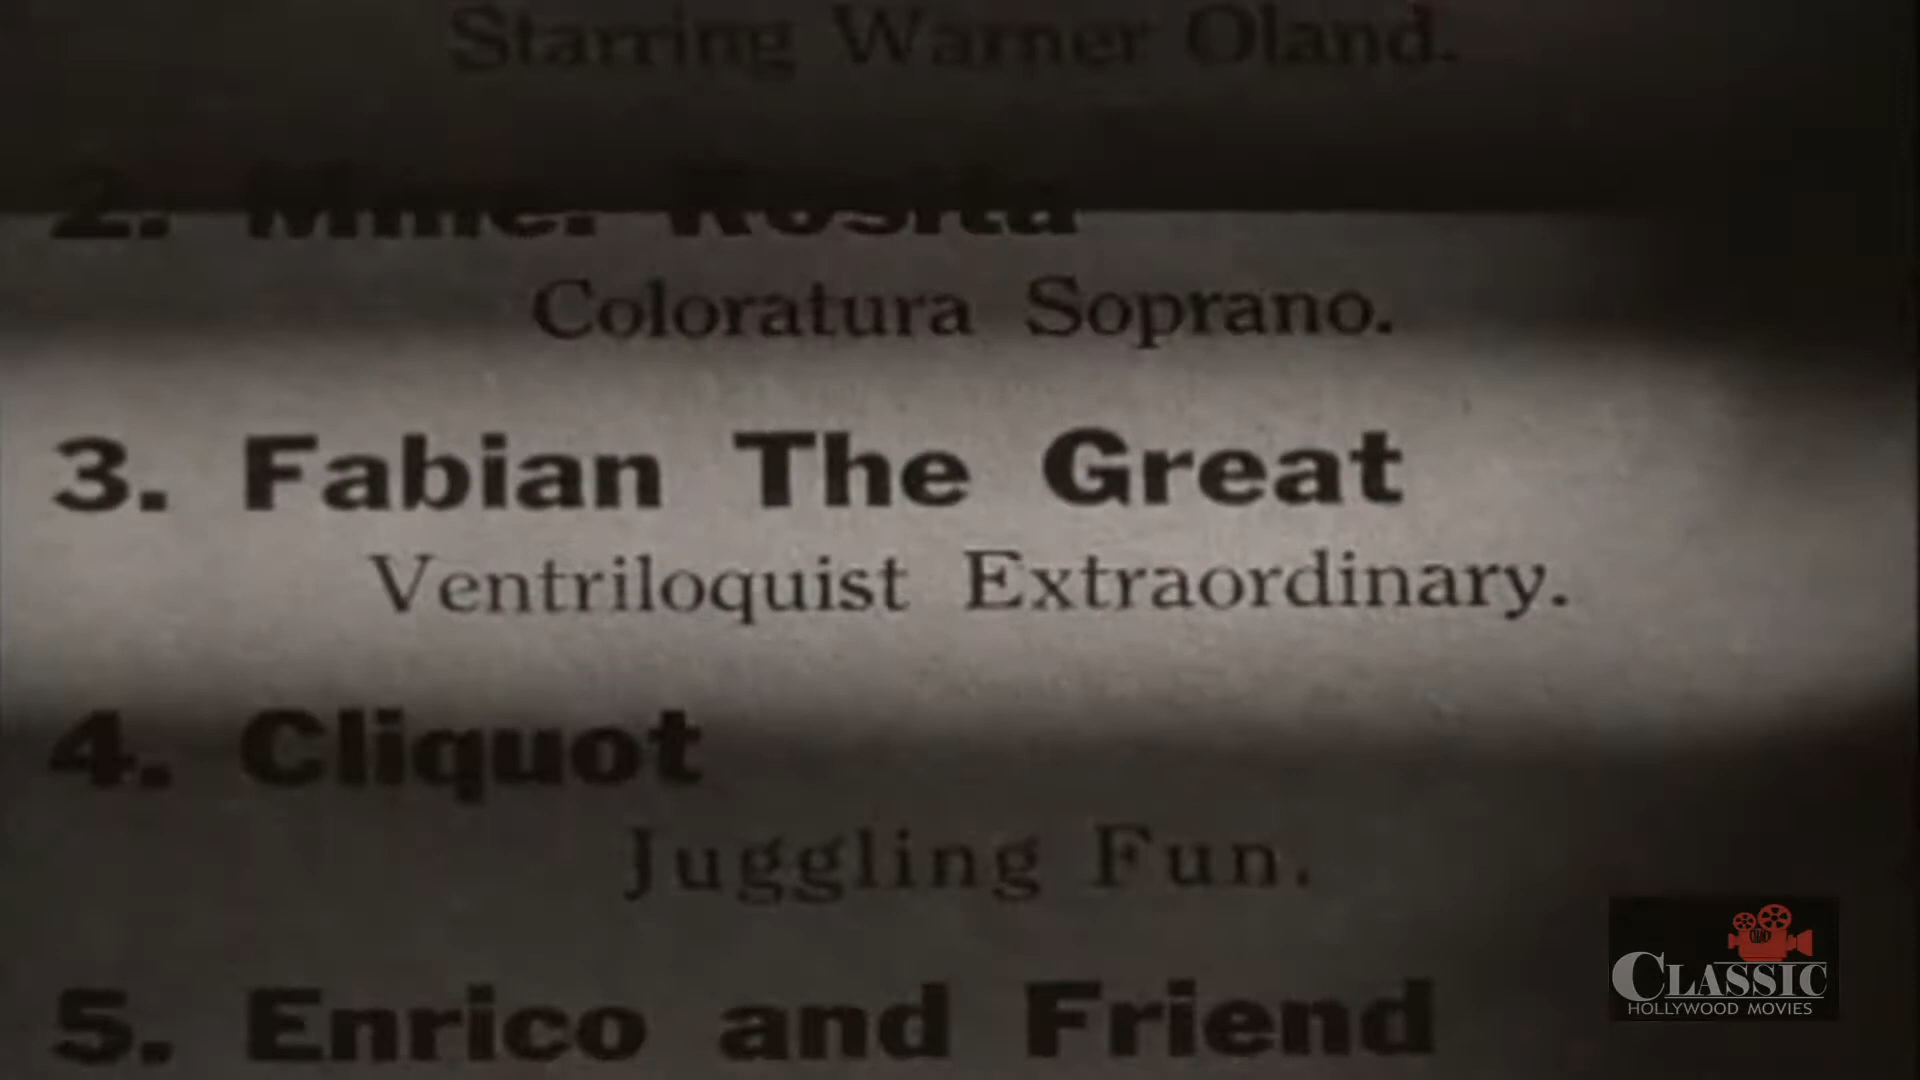 Starring Warner Oland.
2. Mme. Rosita
Coloratura Soprano.
3. Fabian The Great
Ventriloquist Extraordinary.
4. Cliquot
Juggling Fun.
5. Enrico and Friend
CLASSIC
HOLLYWOOD MOVIES